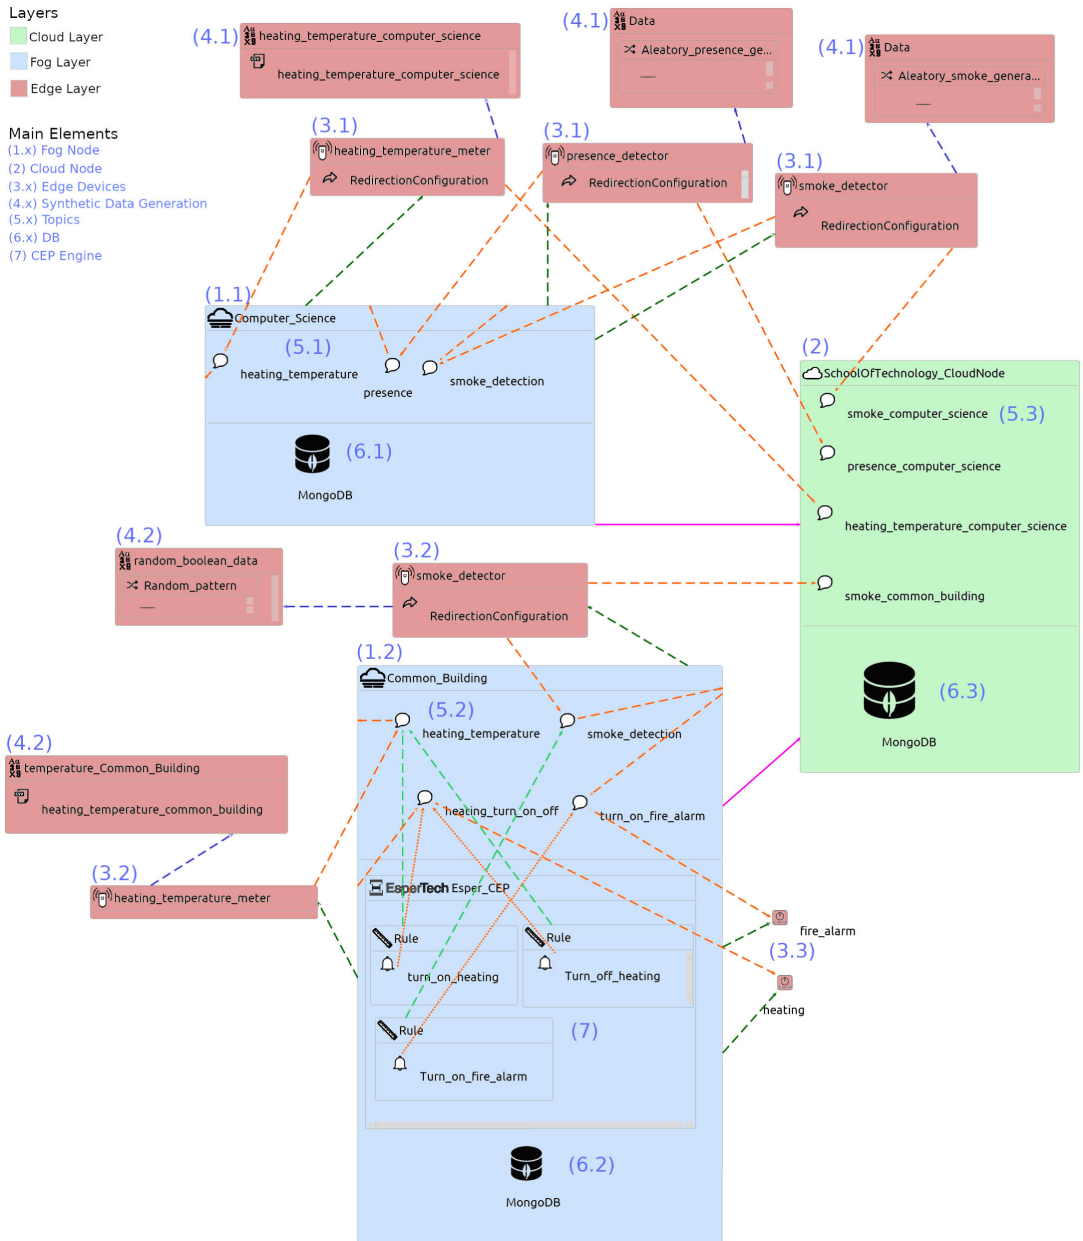 Layers
Cloud Layer
Fog Layer
Edge Layer
Main Elements
(1.x) Fog Node
(2) Cloud Node
(3.x) Edge Devices
(4.x) Synthetic Data Generation
(5.x) Topics
(6.x) DB
(7) CEP Engine
(4.1)
heating_temperature_computer_science
heating_temperature_computer_science
(4.1)
Data
Aleatory_presence_ge...
(4.1)
Data
Aleatory_smoke_genera...
(3.1)
heating_temperature_meter
RedirectionConfiguration
(3.1)
presence_detector
RedirectionConfiguration
(3.1)
smoke_detector
RedirectionConfiguration
(1.1)
Computer_Science
(5.1)
heating_temperature
presence
smoke_detection
(6.1)
MongoDB
(2)
SchoolOfTechnology_CloudNode
smoke_computer_science
(5.3)
presence_computer_science
heating_temperature_computer_science
smoke_common_building
(6.3)
MongoDB
(4.2)
random_boolean_data
Random_pattern
(3.2)
smoke_detector
RedirectionConfiguration
(1.2)
Common_Building
(5.2)
heating_temperature
smoke_detection
heating_turn_on_off
turn_on_fire_alarm
(4.2)
temperature_Common_Building
heating_temperature_common_building
(3.2)
heating_temperature_meter
EsperTech Esper_CEP
Rule
turn_on_heating
Rule
Turn_off_heating
Rule
Turn_on_fire_alarm
(7)
fire_alarm
(3.3)
heating
(6.2)
MongoDB